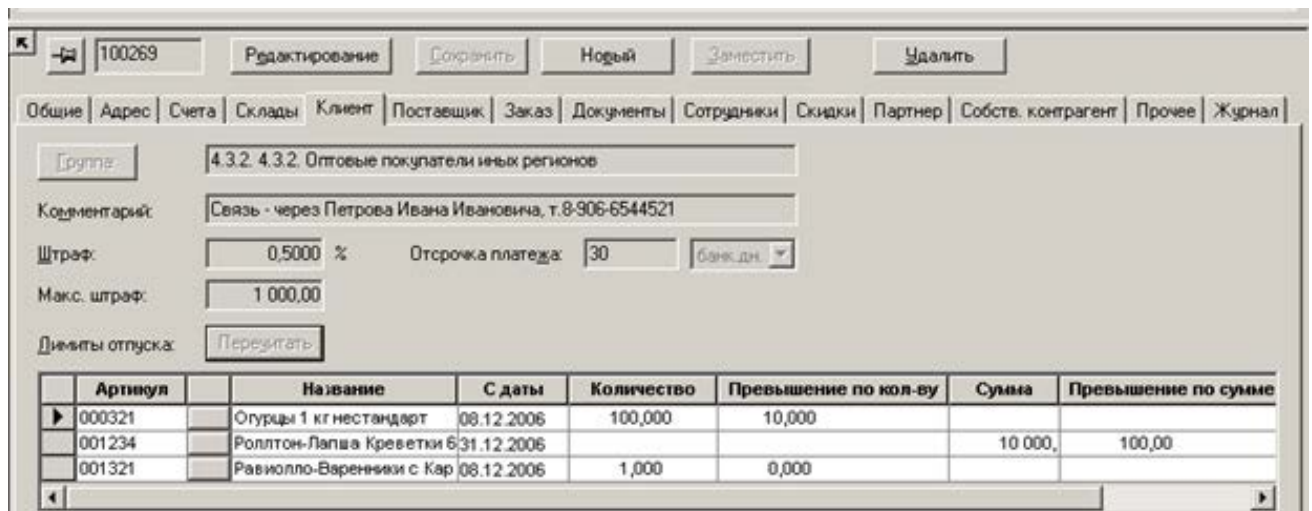 100269 Редактирование Сохранить Новый Заместить Удалить
Общие Адрес Счета Склады Клиент Поставщик Заказ Документы Сотрудники Скидки Партнер Собств. контрагент Прочее Журнал
Группа 4.3.2. 4.3.2. Оптовые покупатели иных регионов
Комментарий: Связь - через Петрова Ивана Ивановича, т.8-906-6544521
Штраф: 0,5000 % Отсрочка платежа: 30 банк.дн.
Макс. штраф: 1 000,00
Лимиты отпуска: Пересчитать
Артикул Название С даты Количество Превышение по кол-ву Сумма Превышение по сумме
000321 Огурцы 1 кг нестандарт 08.12.2006 100,000 10,000
001234 Роллтон-Лапша Креветки 6 31.12.2006 10 000, 100,00
001321 Равиолло-Варенники с Кар 08.12.2006 1,000 0,000